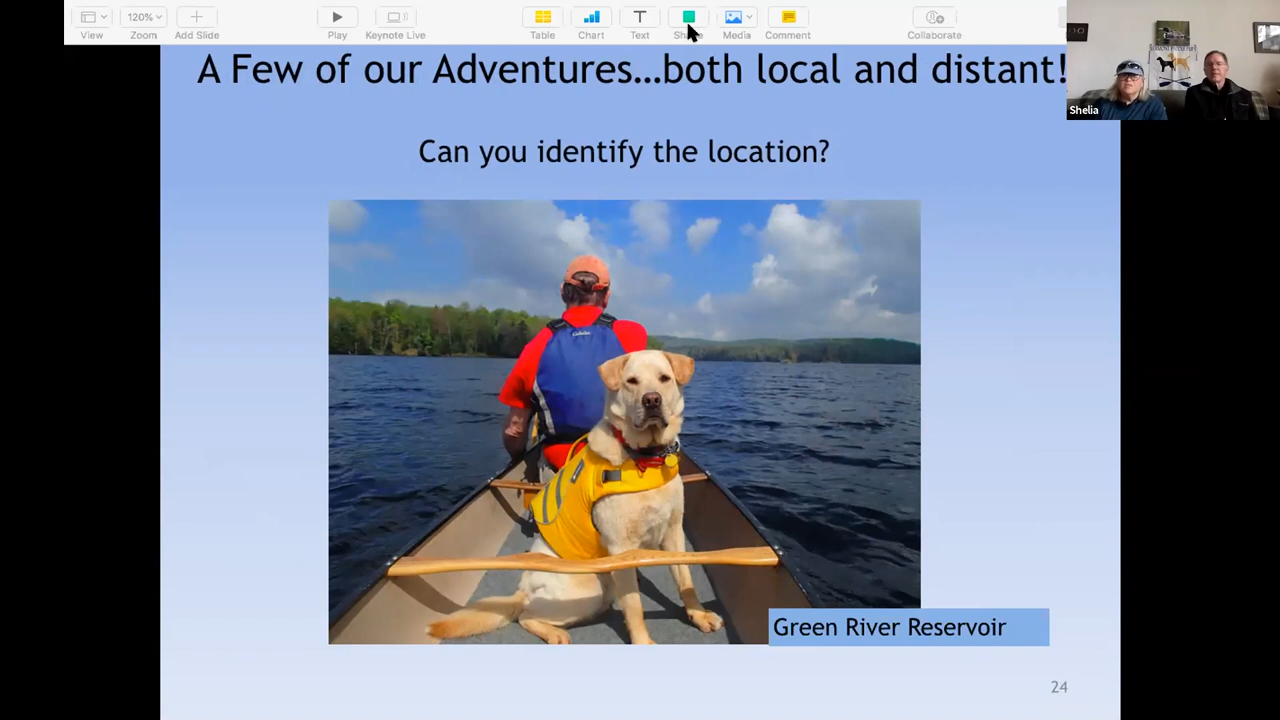 View
120%
Zoom
Add Slide
Play
Keynote Live
Table
Chart
Text
Media
Comment
Collaborate
Shelia
A Few of our Adventures...both local and distant!
Can you identify the location?
Green River Reservoir
24